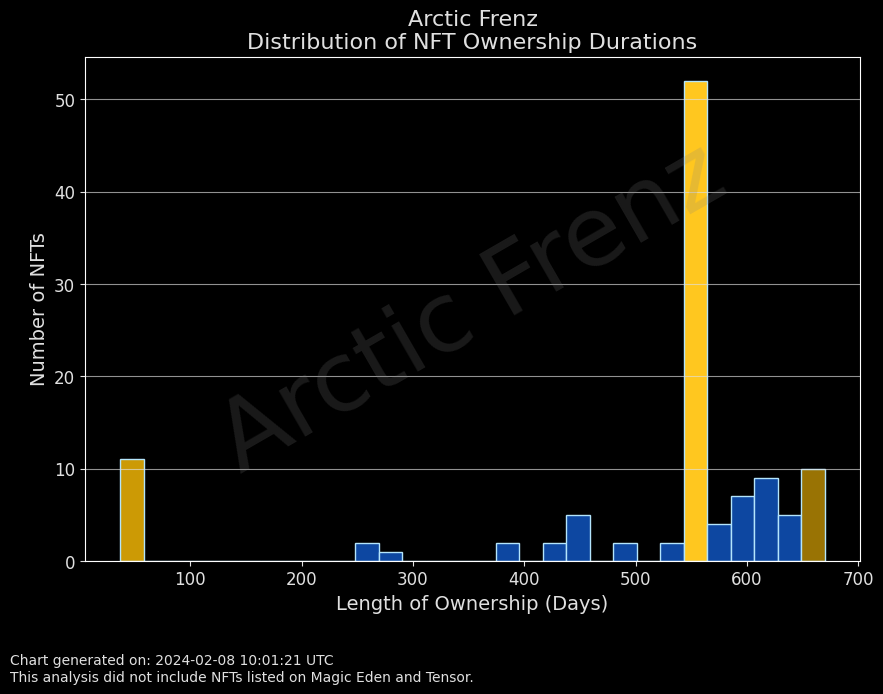 Arctic Frenz
Distribution of NFT Ownership Durations
Number of NFTs
50
40
30
20
10
0
Arctic Frenz
100 200 300 400 500 600 700
Length of Ownership (Days)
Chart generated on: 2024-02-08 10:01:21 UTC
This analysis did not include NFTs listed on Magic Eden and Tensor.